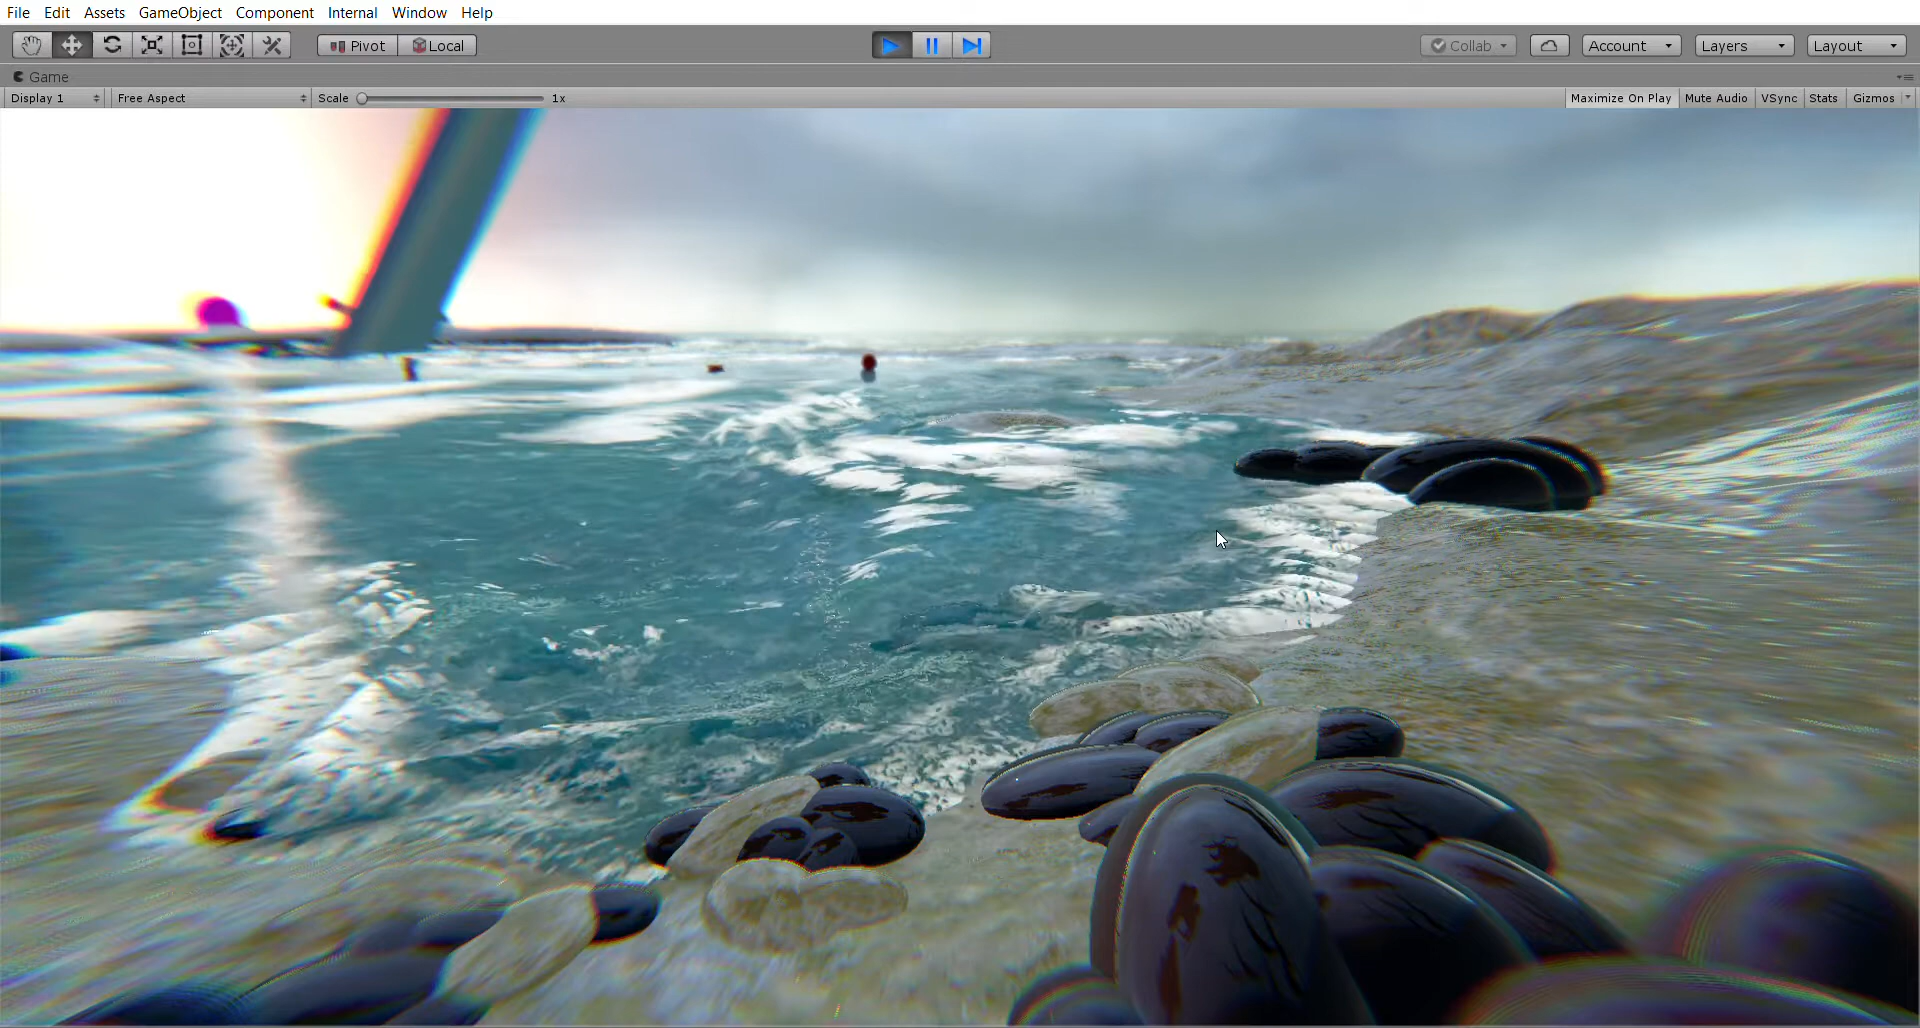 File Edit Assets GameObject Component Internal Window Help
Pivot Local Collab Account Layers Layout
Game
Display 1 Free Aspect Scale 1x Maximize On Play Mute Audio VSync Stats Gizmos